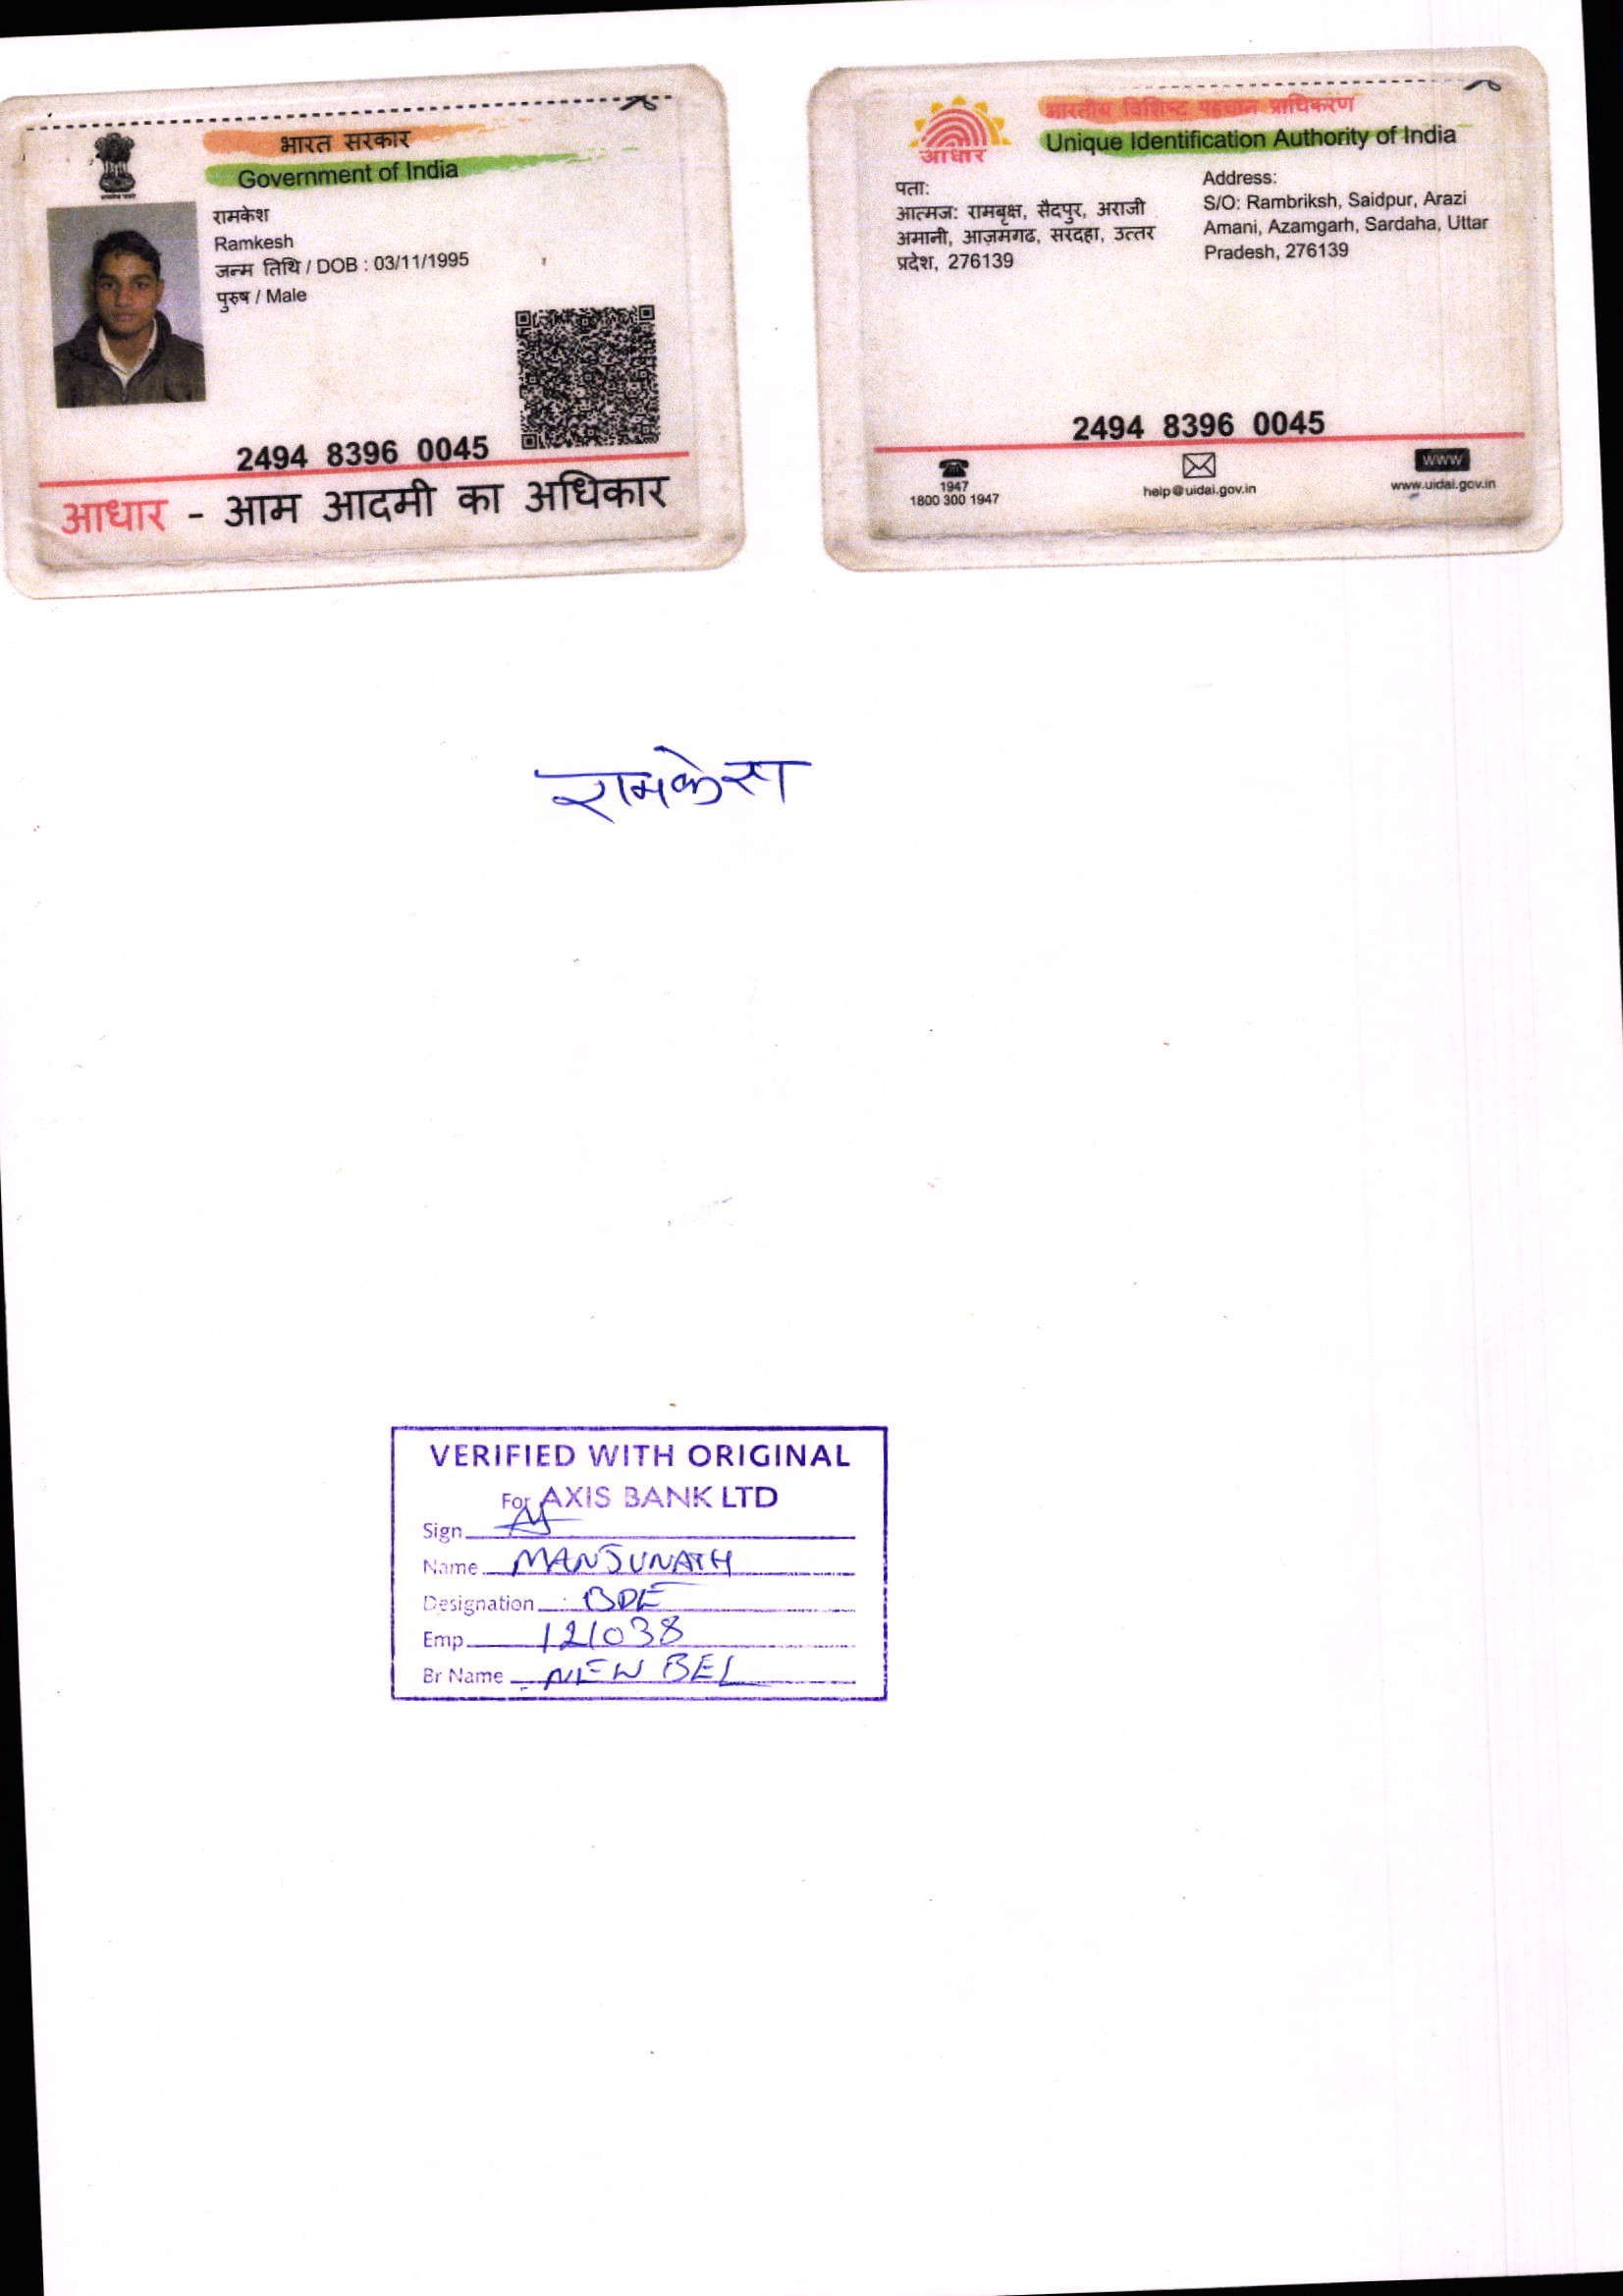 भारत सरकार
Government of India
रामकेश
Ramkesh
जन्म तिथि / DOB : 03/11/1995
पुरुष / Male
2494 8396 0045
आधार - आम आदमी का अधिकार
भारतीय विशिष्ट पहचान प्राधिकरण
Unique Identification Authority of India
आधार
पता:
आत्मज: रामबृक्ष, सैदपुर, अराजी
अमानी, आज़मगढ, सरदहा, उत्तर
प्रदेश, 276139
Address:
S/O: Rambriksh, Saidpur, Arazi
Amani, Azamgarh, Sardaha, Uttar
Pradesh, 276139
2494 8396 0045
1947
1800 300 1947
help@uidai.gov.in
www
www.uidai.gov.in
रामकेस
VERIFIED WITH ORIGINAL
For AXIS BANK LTD
Sign
Name MANJUNATH
Designation BDE
Emp 121038
Br Name NEW BEL